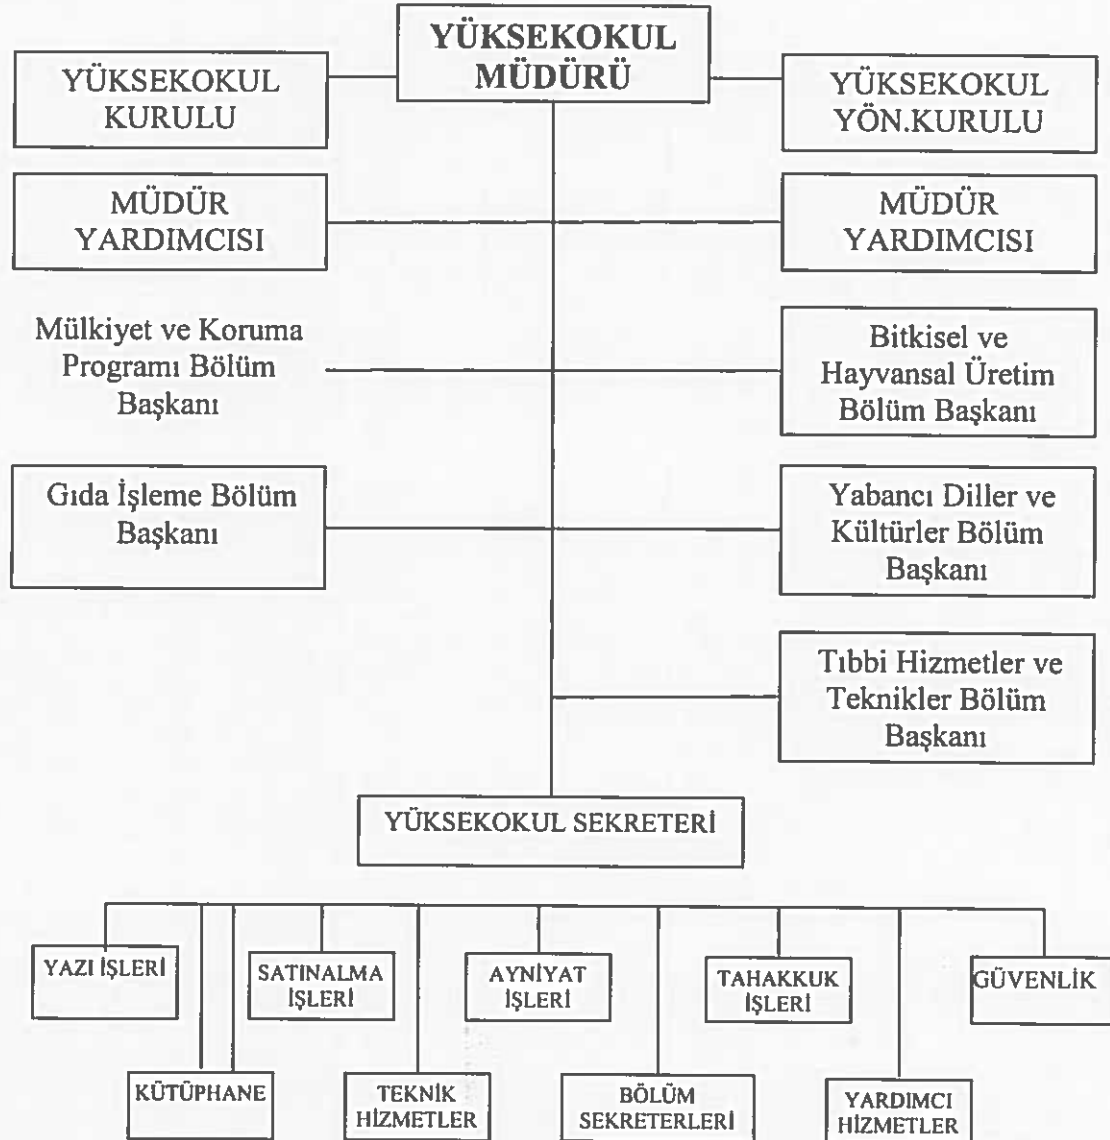 YÜKSEKOKUL
MÜDÜRÜ
YÜKSEKOKUL
KURULU
YÜKSEKOKUL
YÖN.KURULU
MÜDÜR
YARDIMCISI
MÜDÜR
YARDIMCISI
Mülkiyet ve Koruma
Programı Bölüm
Başkanı
Bitkisel ve
Hayvansal Üretim
Bölüm Başkanı
Gıda İşleme Bölüm
Başkanı
Yabancı Diller ve
Kültürler Bölüm
Başkanı
Tıbbi Hizmetler ve
Teknikler Bölüm
Başkanı
YÜKSEKOKUL SEKRETERİ
YAZI İŞLERİ
SATINALMA
İŞLERİ
AYNİYAT
İŞLERİ
TAHAKKUK
İŞLERİ
GÜVENLİK
KÜTÜPHANE
TEKNİK
HİZMETLER
BÖLÜM
SEKRETERLERİ
YARDIMCI
HİZMETLER